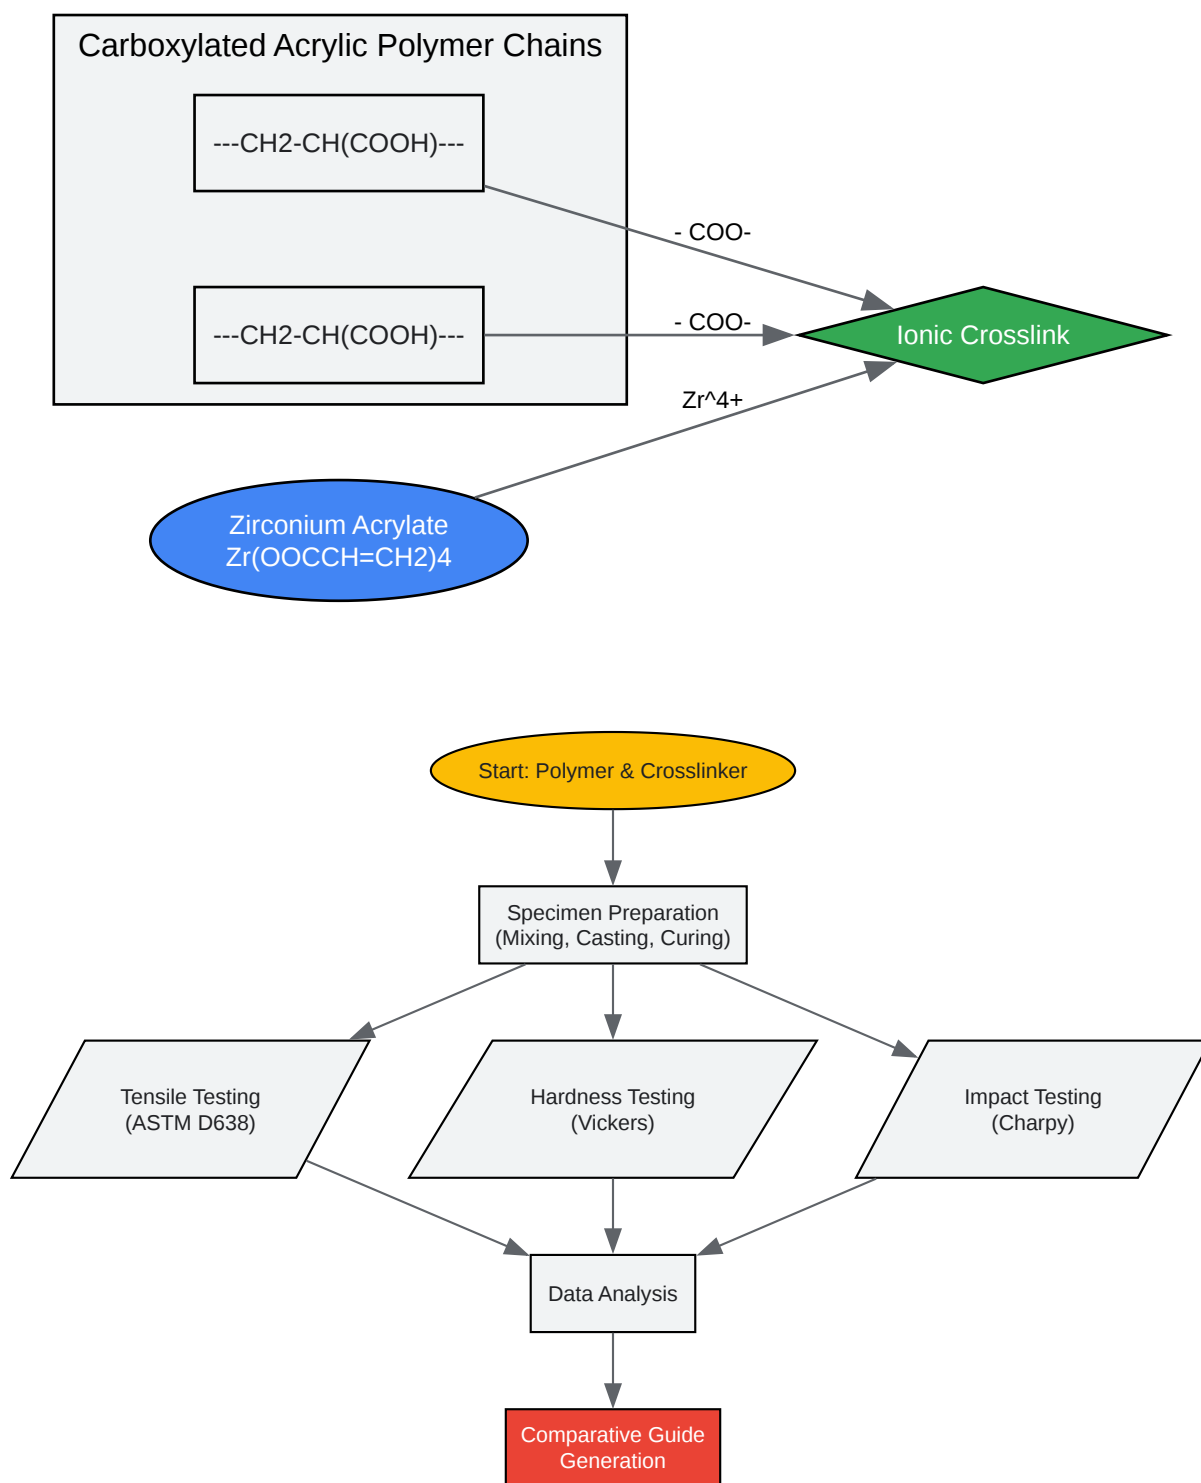 Carboxylated Acrylic Polymer Chains
---CH2-CH(COOH)---
- COO-
---CH2-CH(COOH)---
- COO-
Ionic Crosslink
Zr^4+
Zirconium Acrylate
Zr(OOCCH=CH2)4
Start: Polymer & Crosslinker
Specimen Preparation
(Mixing, Casting, Curing)
Tensile Testing
(ASTM D638)
Hardness Testing
(Vickers)
Impact Testing
(Charpy)
Data Analysis
Comparative Guide
Generation